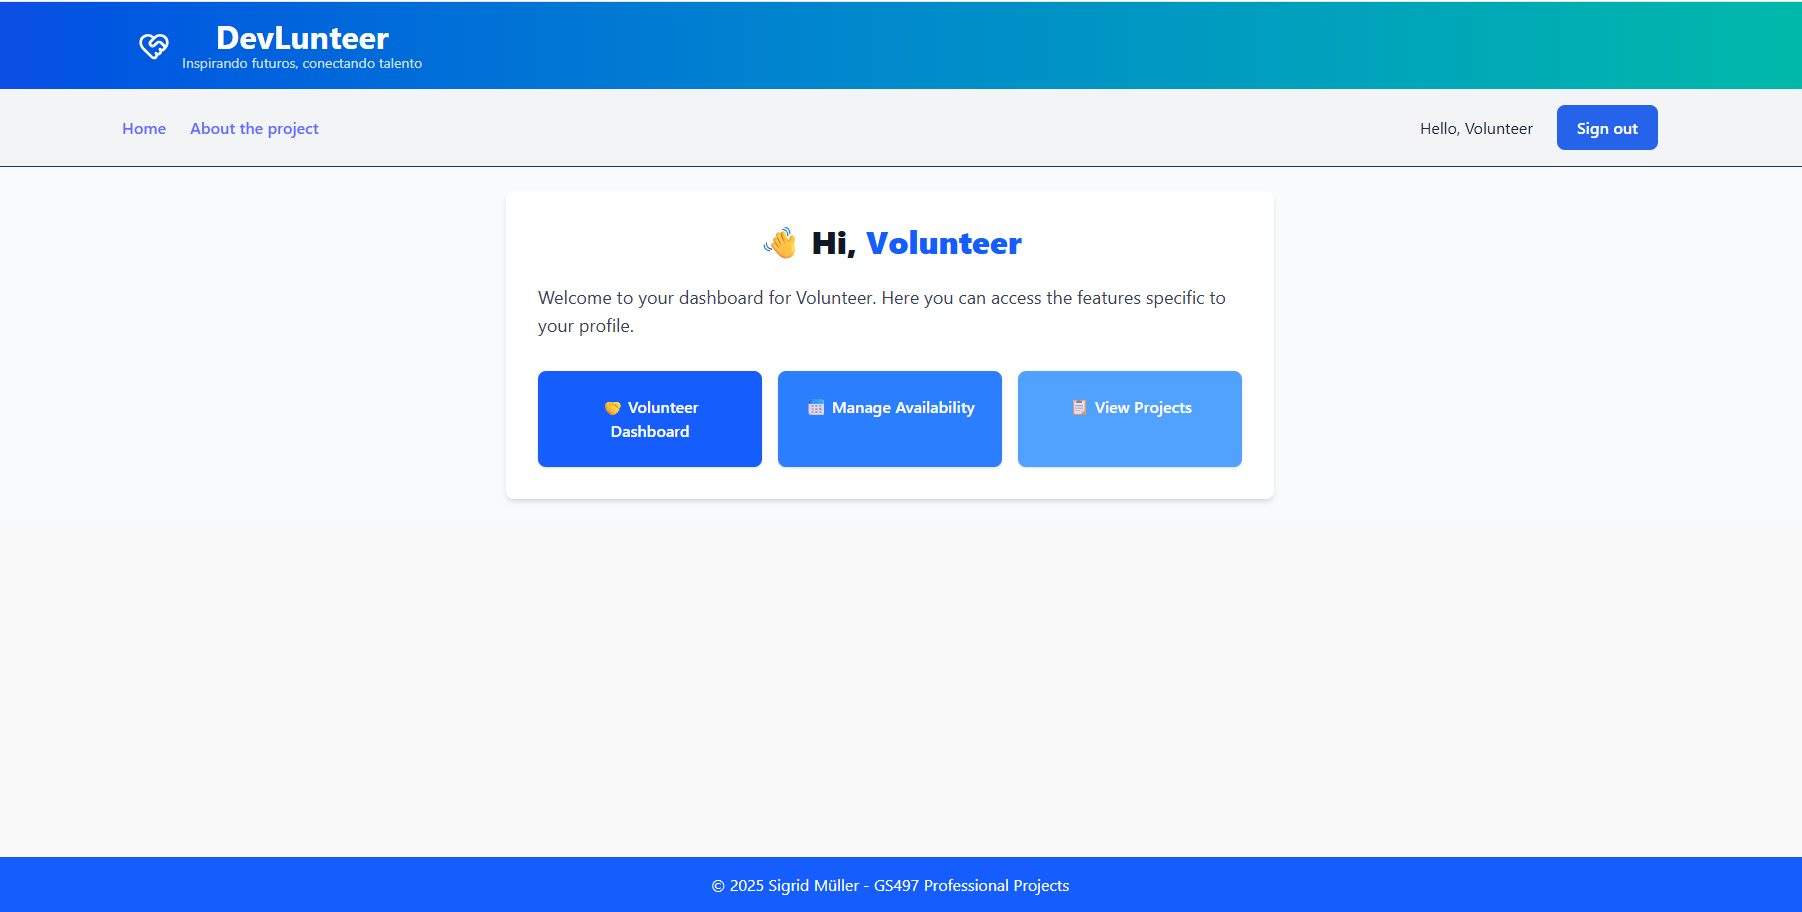 DevLunteer
Inspirando futuros, conectando talento
Home About the project Hello, Volunteer Sign out
👋 Hi, Volunteer
Welcome to your dashboard for Volunteer. Here you can access the features specific to
your profile.
🤝 Volunteer
Dashboard
📅 Manage Availability
📋 View Projects
© 2025 Sigrid Müller - GS497 Professional Projects